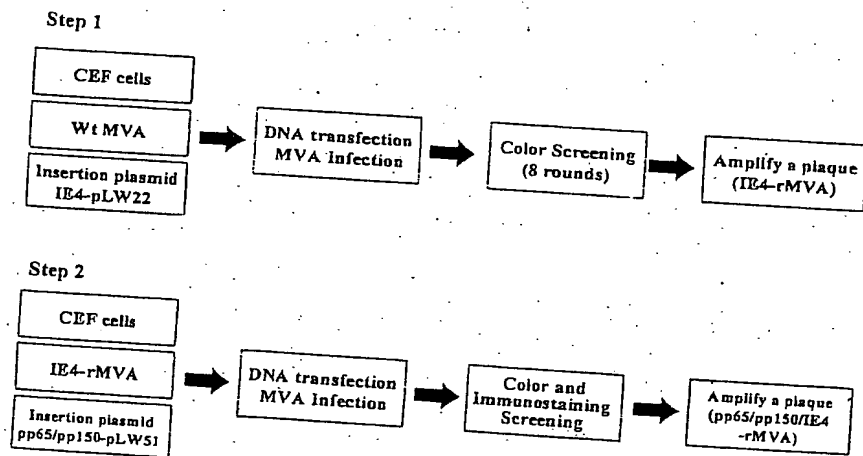 Step 1
CEF cells
Wt MVA
Insertion plasmid
IE4-pLW22
DNA transfection
MVA Infection
Color Screening
(8 rounds)
Amplify a plaque
(IE4-rMVA)
Step 2
CEF cells
IE4-rMVA
Insertion plasmid
pp65/pp150-pLW51
DNA transfection
MVA Infection
Color and
Immunostaining
Screening
Amplify a plaque
(pp65/pp150/IE4
-rMVA)